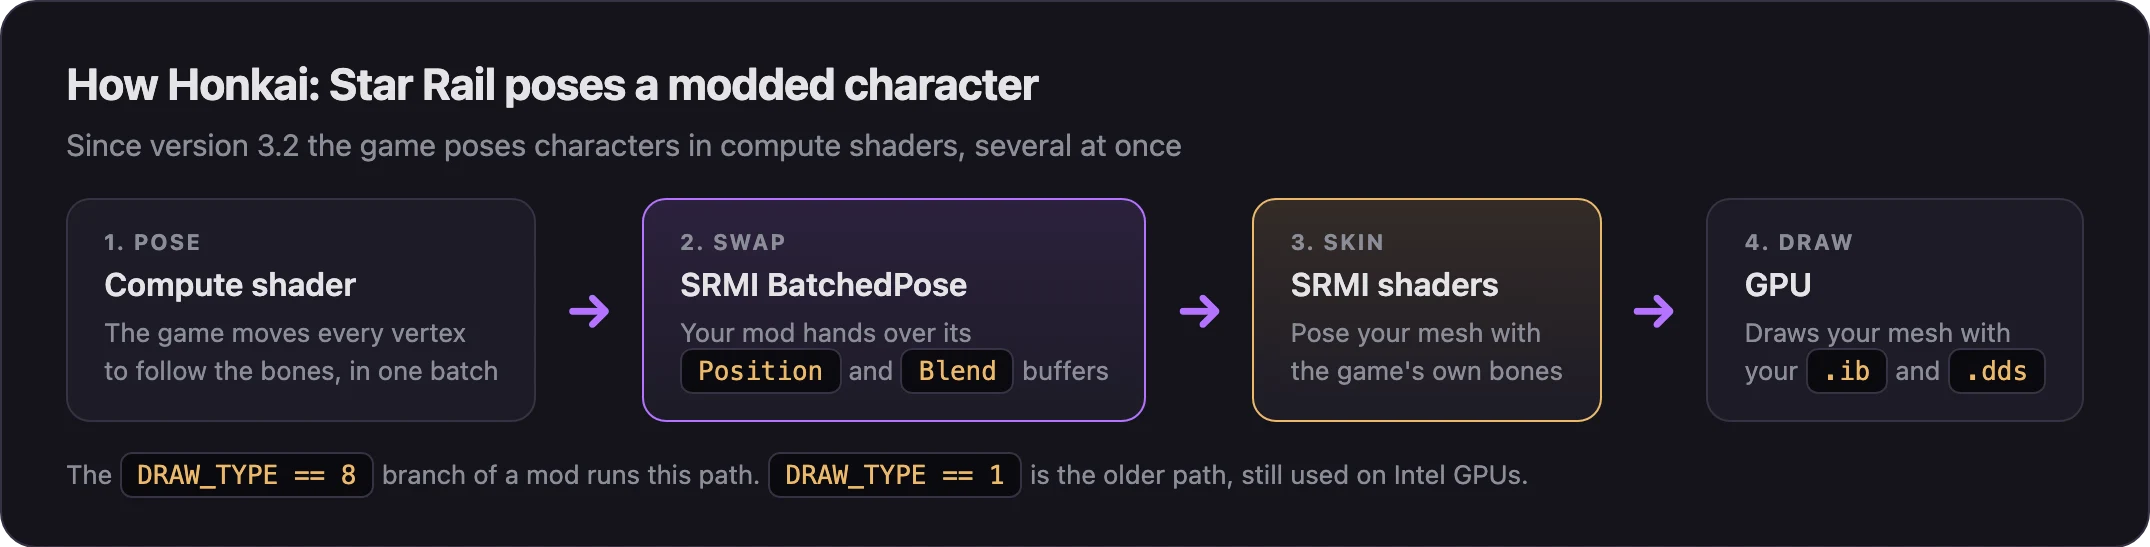 How Honkai: Star Rail poses a modded character
Since version 3.2 the game poses characters in compute shaders, several at once
1. POSE
Compute shader
The game moves every vertex
to follow the bones, in one batch
2. SWAP
SRMI BatchedPose
Your mod hands over its
Position and Blend buffers
3. SKIN
SRMI shaders
Pose your mesh with
the game's own bones
4. DRAW
GPU
Draws your mesh with
your .ib and .dds
The DRAW_TYPE == 8 branch of a mod runs this path. DRAW_TYPE == 1 is the older path, still used on Intel GPUs.